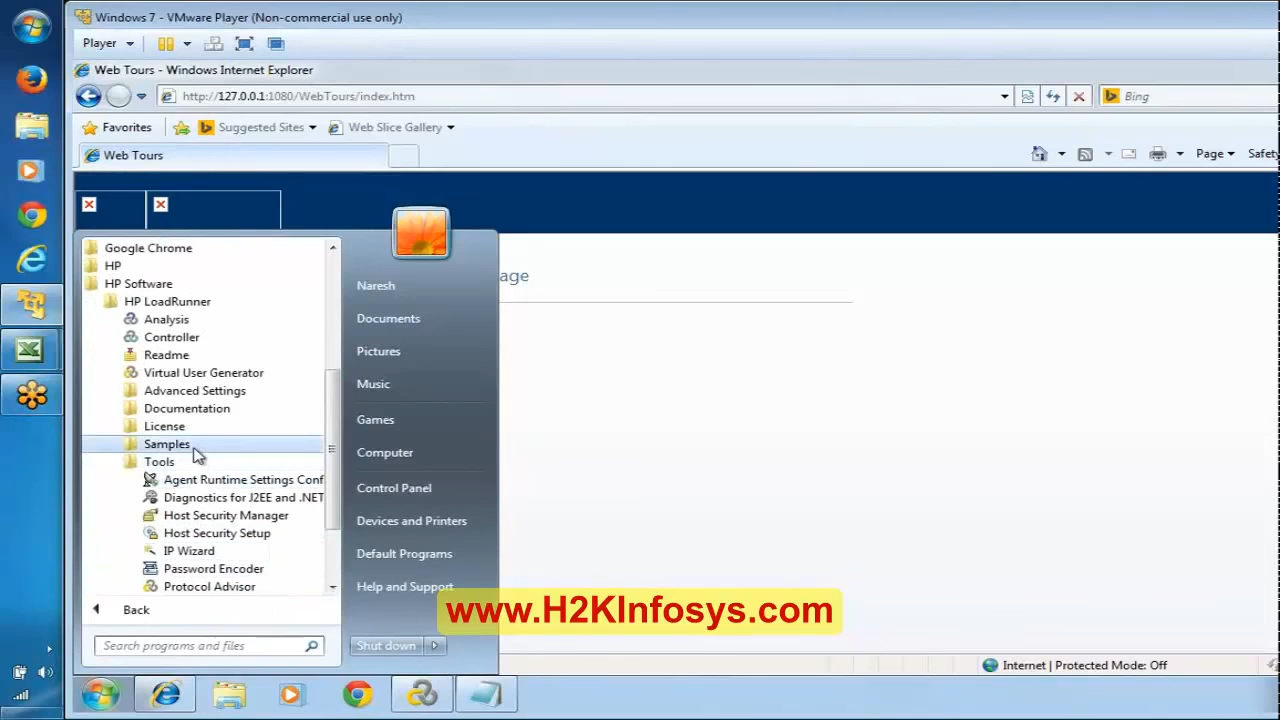 Windows 7 - VMware Player (Non-commercial use only)
Player
Web Tours - Windows Internet Explorer
http://127.0.0.1:1080/WebTours/index.htm
Bing
Favorites
Suggested Sites
Web Slice Gallery
Web Tours
Page
Safety
Google Chrome
HP
HP Software
HP LoadRunner
Analysis
Controller
Readme
Virtual User Generator
Advanced Settings
Documentation
License
Samples
Tools
Agent Runtime Settings Conf
Diagnostics for J2EE and .NET
Host Security Manager
Host Security Setup
IP Wizard
Password Encoder
Protocol Advisor
Back
Search programs and files
Naresh
Documents
Pictures
Music
Games
Computer
Control Panel
Devices and Printers
Default Programs
Help and Support
Shut down
age
www.H2KInfosys.com
Internet | Protected Mode: Off